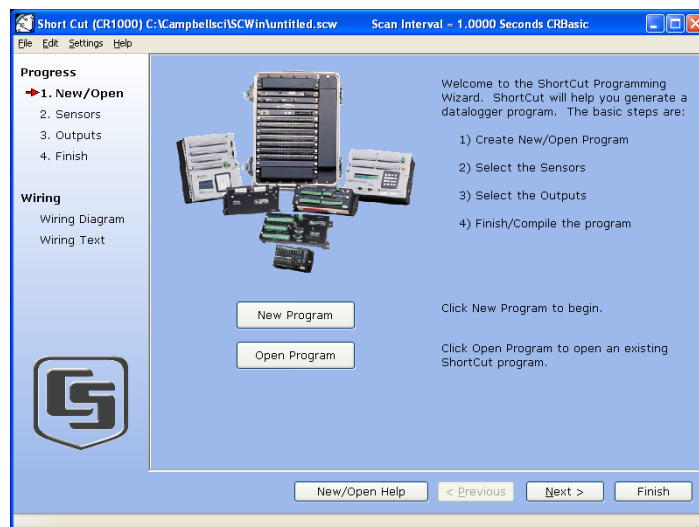 Short Cut (CR1000) C:\Campbellsci\SCWin\untitled.scw Scan Interval = 1.0000 Seconds CRBasic
File Edit Settings Help
Progress
1. New/Open
2. Sensors
3. Outputs
4. Finish
Wiring
Wiring Diagram
Wiring Text
Welcome to the ShortCut Programming
Wizard. ShortCut will help you generate a
datalogger program. The basic steps are:
1) Create New/Open Program
2) Select the Sensors
3) Select the Outputs
4) Finish/Compile the program
New Program
Click New Program to begin.
Open Program
Click Open Program to open an existing
ShortCut program.
New/Open Help
< Previous
Next >
Finish